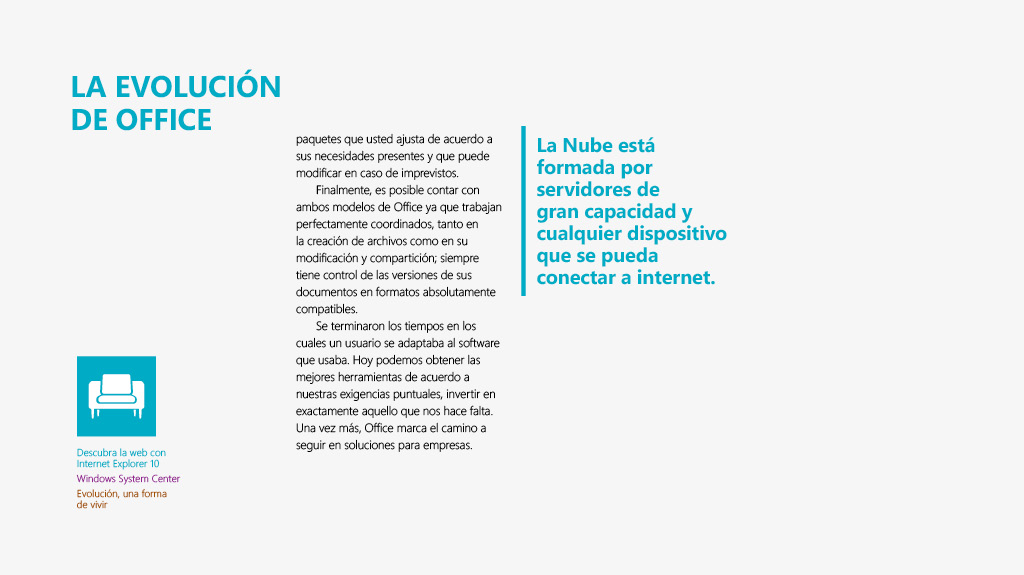 LA EVOLUCIÓN
DE OFFICE
paquetes que usted ajusta de acuerdo a
sus necesidades presentes y que puede
modificar en caso de imprevistos.
Finalmente, es posible contar con
ambos modelos de Office ya que trabajan
perfectamente coordinados, tanto en
la creación de archivos como en su
modificación y compartición; siempre
tiene control de las versiones de sus
documentos en formatos absolutamente
compatibles.
Se terminaron los tiempos en los
cuales un usuario se adaptaba al software
que usaba. Hoy podemos obtener las
mejores herramientas de acuerdo a
nuestras exigencias puntuales, invertir en
exactamente aquello que nos hace falta.
Una vez más, Office marca el camino a
seguir en soluciones para empresas.
La Nube está
formada por
servidores de
gran capacidad y
cualquier dispositivo
que se pueda
conectar a internet.
Descubra la web con
Internet Explorer 10
Windows System Center
Evolución, una forma
de vivir